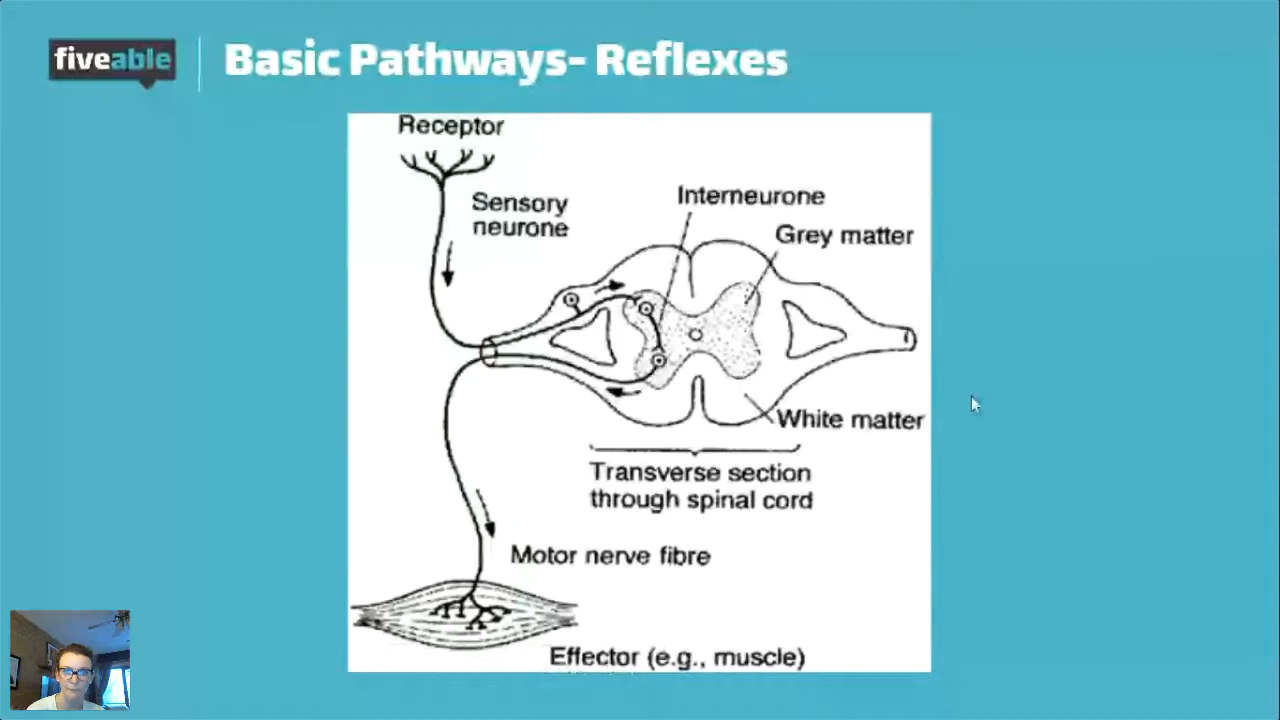 fiveable
Basic Pathways- Reflexes
Receptor
Sensory
neurone
Interneurone
Grey matter
White matter
Transverse section
through spinal cord
Motor nerve fibre
Effector (e.g., muscle)